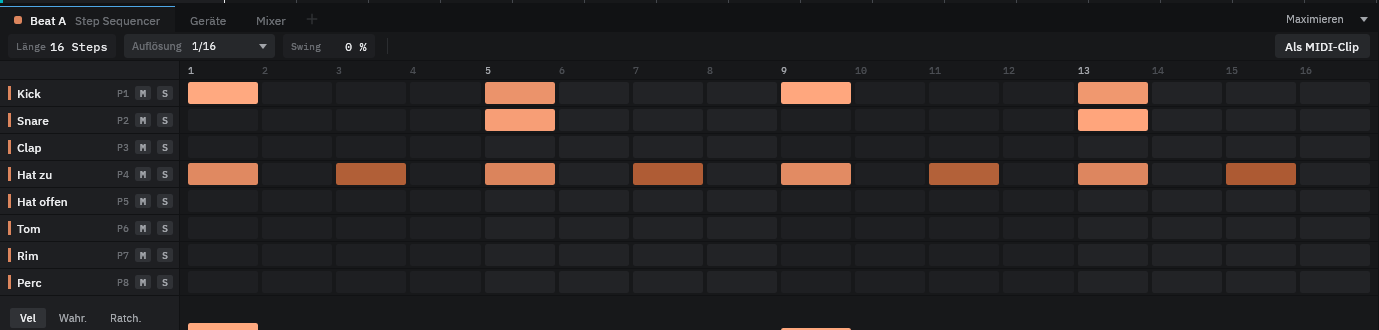 Beat A Step Sequencer Geräte Mixer + Maximieren
Länge 16 Steps Auflösung 1/16 Swing 0 % Als MIDI-Clip
1 2 3 4 5 6 7 8 9 10 11 12 13 14 15 16
Kick P1 M S
Snare P2 M S
Clap P3 M S
Hat zu P4 M S
Hat offen P5 M S
Tom P6 M S
Rim P7 M S
Perc P8 M S
Vel Wahr. Ratch.